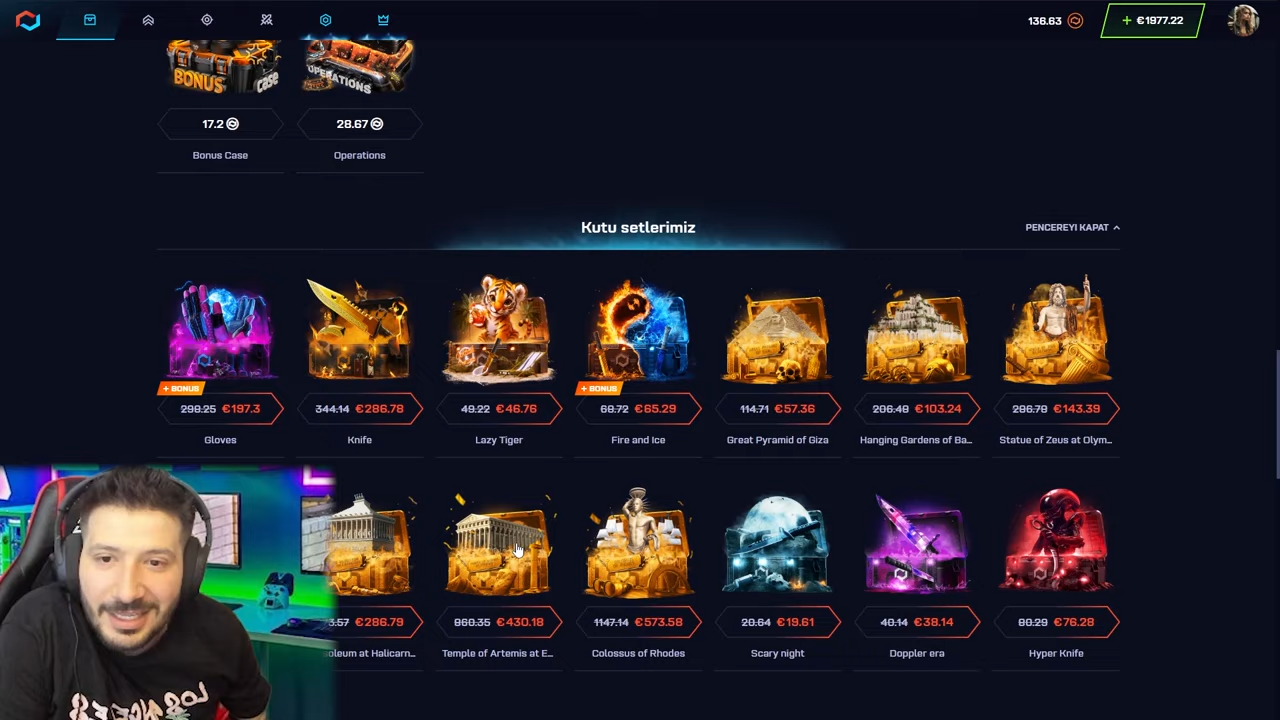 136.63
+ €1977.22
BONUS
case
OPERATIONS
17.2
28.67
Bonus Case
Operations
Kutu setlerimiz
PENCEREYI KAPAT
+ BONUS
+ BONUS
298.25 €197.3
344.14 €286.78
49.22 €46.76
68.72 €65.29
114.71 €57.36
206.48 €103.24
286.78 €143.39
Gloves
Knife
Lazy Tiger
Fire and Ice
Great Pyramid of Giza
Hanging Gardens of Ba...
Statue of Zeus at Olym...
3.57 €286.79
860.35 €430.18
1147.14 €573.58
20.64 €19.61
40.14 €38.14
80.29 €76.28
oleum at Halicarn...
Temple of Artemis at E...
Colossus of Rhodes
Scary night
Doppler era
Hyper Knife
LOS